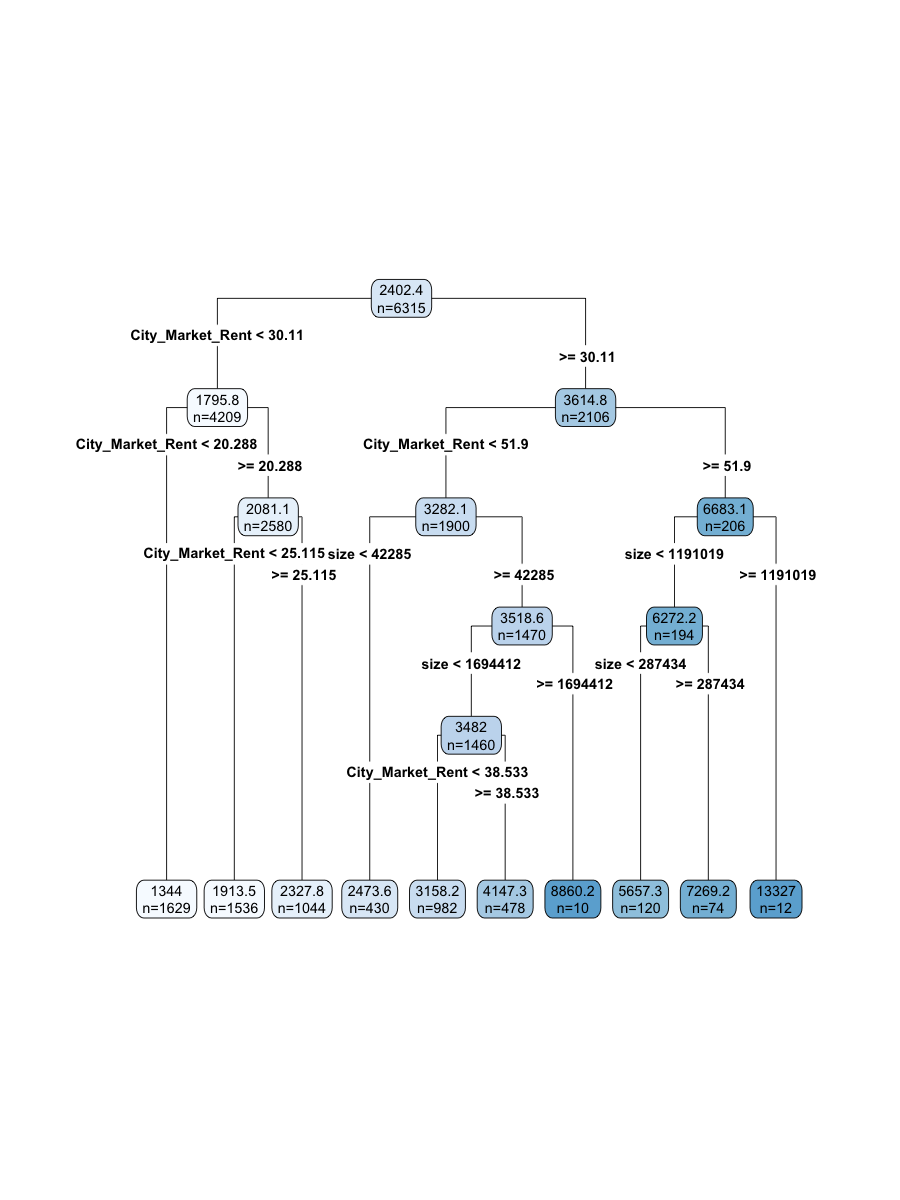 2402.4
n=6315
City_Market_Rent < 30.11
>= 30.11
1795.8
n=4209
3614.8
n=2106
City_Market_Rent < 20.288
>= 20.288
City_Market_Rent < 51.9
>= 51.9
2081.1
n=2580
3282.1
n=1900
6683.1
n=206
City_Market_Rent < 25.115
>= 25.115
size < 42285
>= 42285
size < 1191019
>= 1191019
3518.6
n=1470
6272.2
n=194
size < 1694412
>= 1694412
size < 287434
>= 287434
3482
n=1460
City_Market_Rent < 38.533
>= 38.533
1344
n=1629
1913.5
n=1536
2327.8
n=1044
2473.6
n=430
3158.2
n=982
4147.3
n=478
8860.2
n=10
5657.3
n=120
7269.2
n=74
13327
n=12